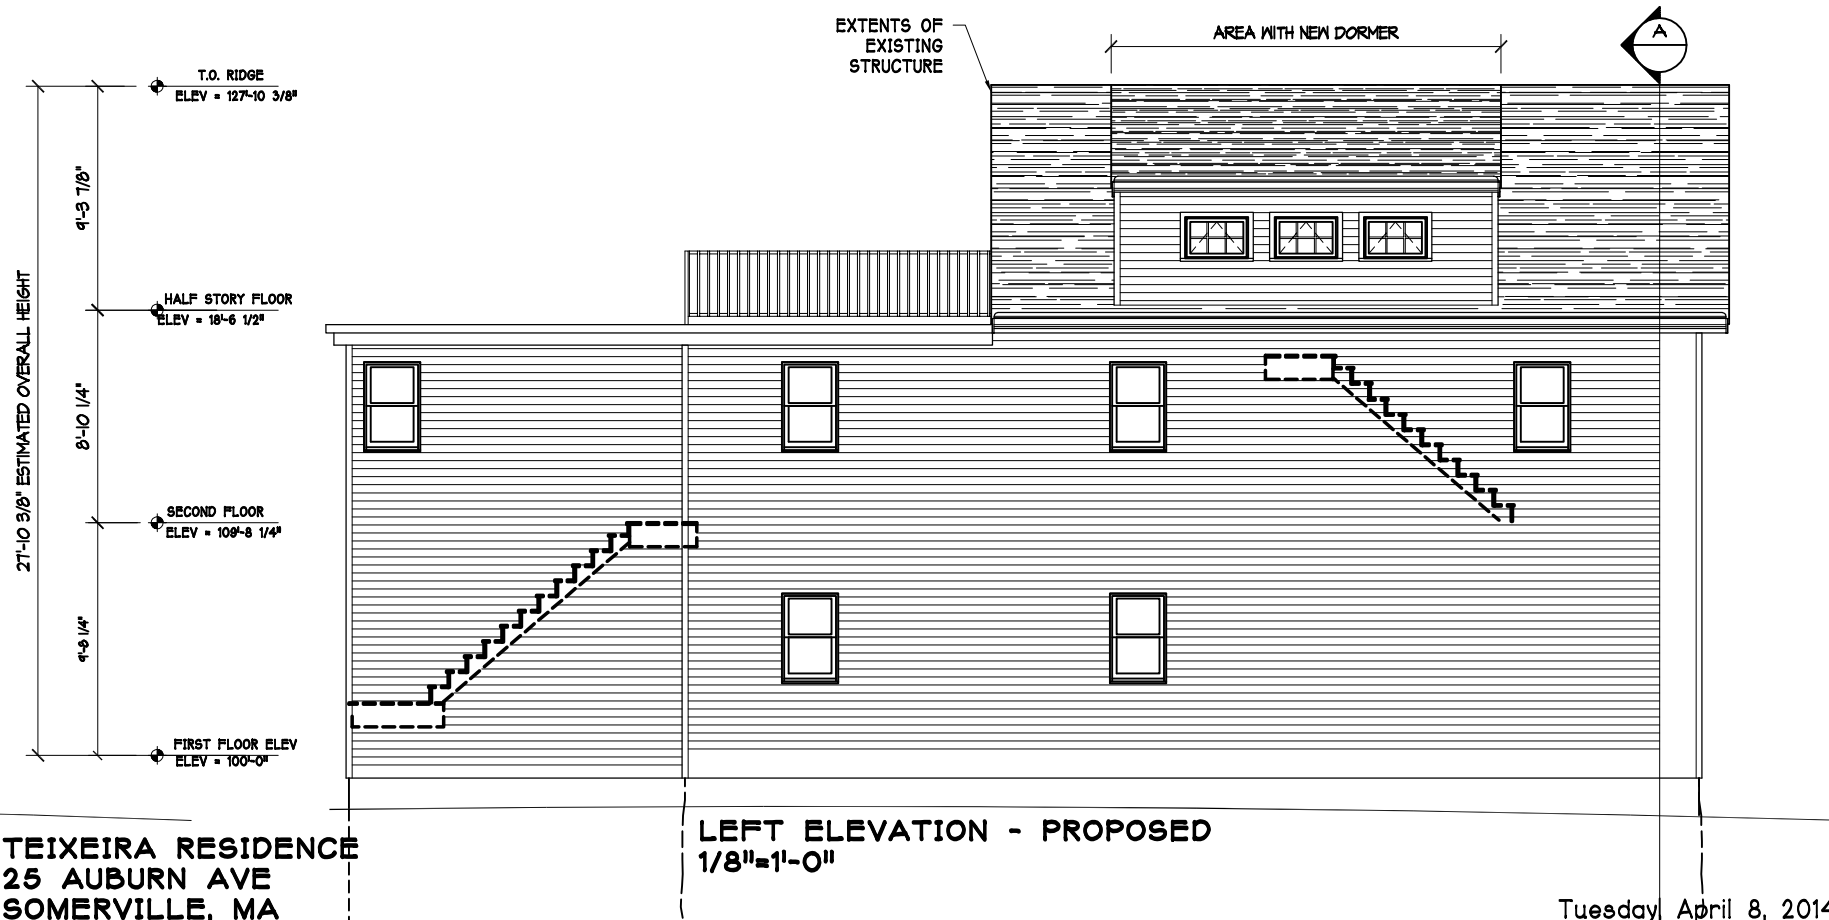 EXTENTS OF
EXISTING
STRUCTURE
AREA WITH NEW DORMER
A
T.O. RIDGE
ELEV = 127'-10 3/8"
9'-3 7/8"
HALF STORY FLOOR
ELEV = 18'-6 1/2"
27'-10 3/8" ESTIMATED OVERALL HEIGHT
8'-10 1/4"
SECOND FLOOR
ELEV = 109'-8 1/4"
9'-8 1/4"
FIRST FLOOR ELEV
ELEV = 100'-0"
LEFT ELEVATION - PROPOSED
1/8"=1'-0"
TEIXEIRA RESIDENCE
25 AUBURN AVE
SOMERVILLE, MA
Tuesday, April 8, 2014